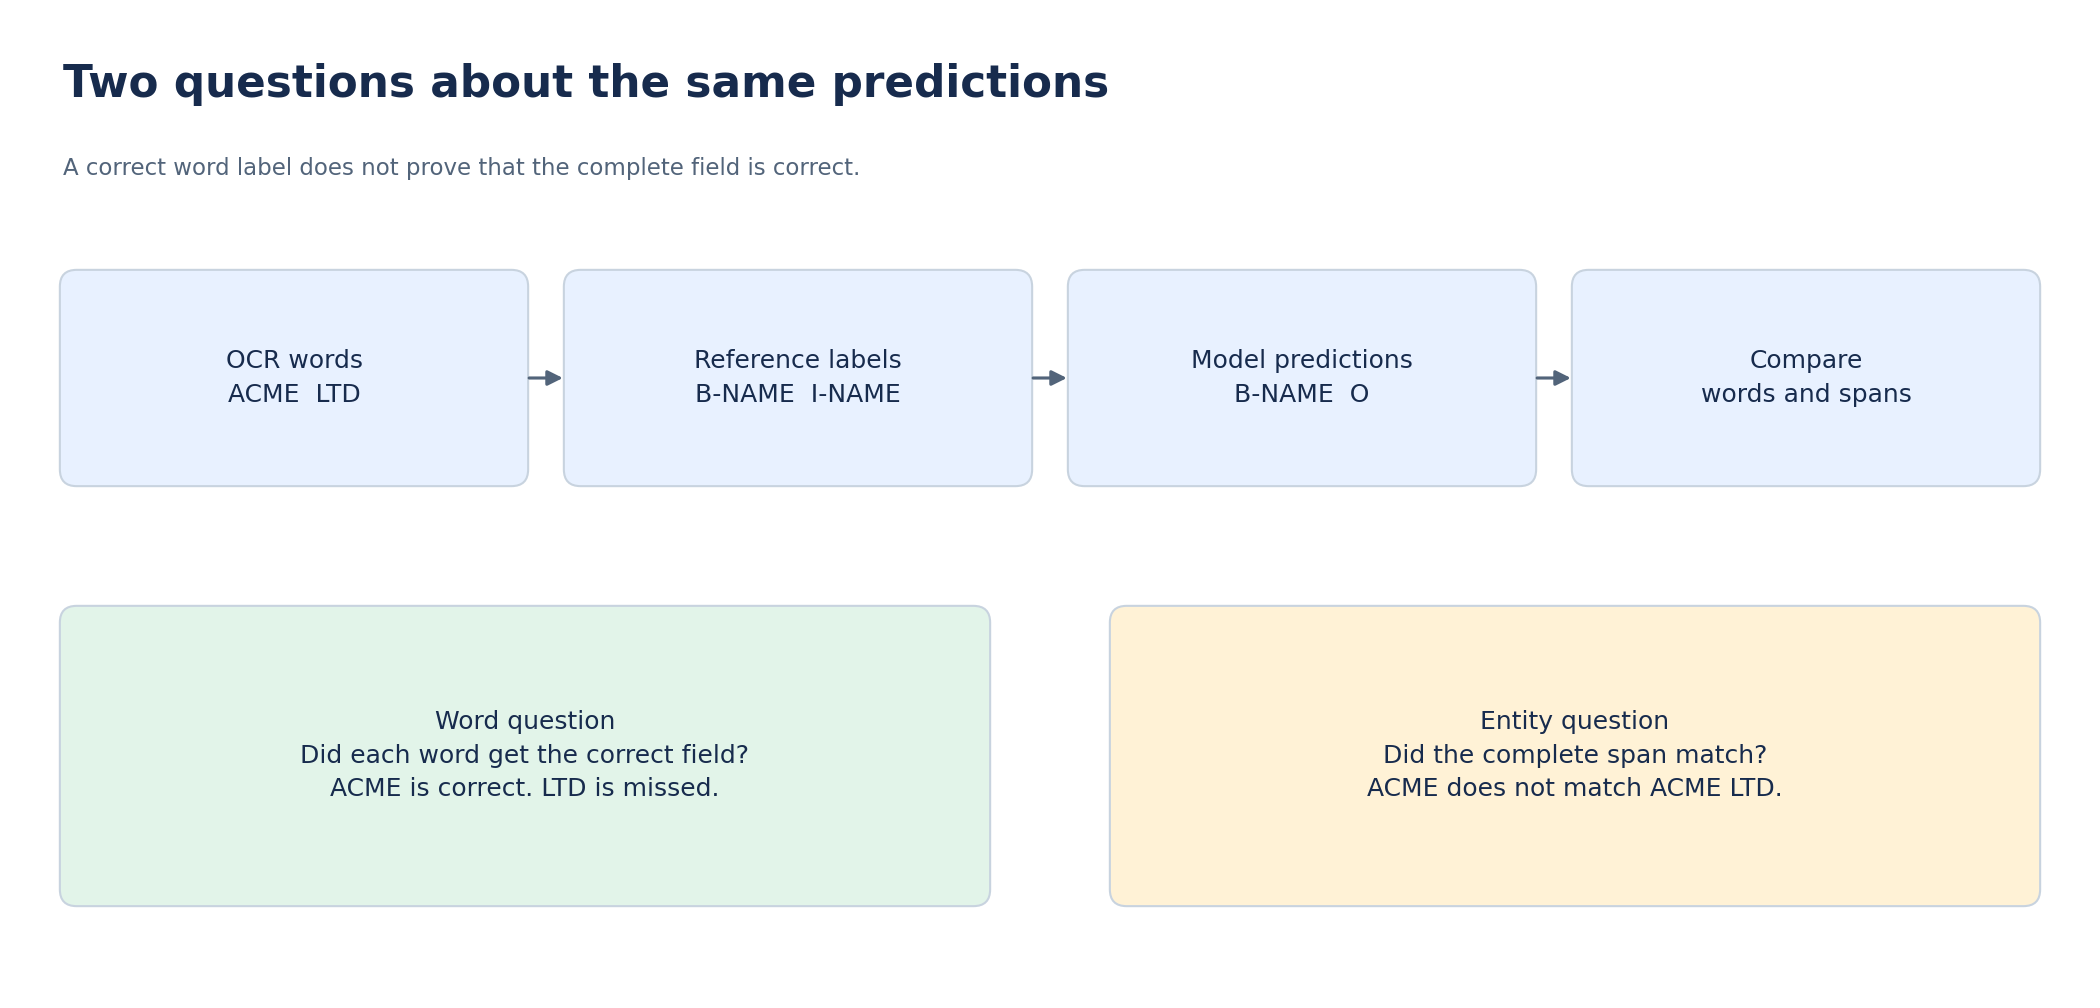 Two questions about the same predictions
A correct word label does not prove that the complete field is correct.
OCR words
ACME  LTD
Reference labels
B-NAME  I-NAME
Model predictions
B-NAME  O
Compare
words and spans
Word question
Did each word get the correct field?
ACME is correct. LTD is missed.
Entity question
Did the complete span match?
ACME does not match ACME LTD.